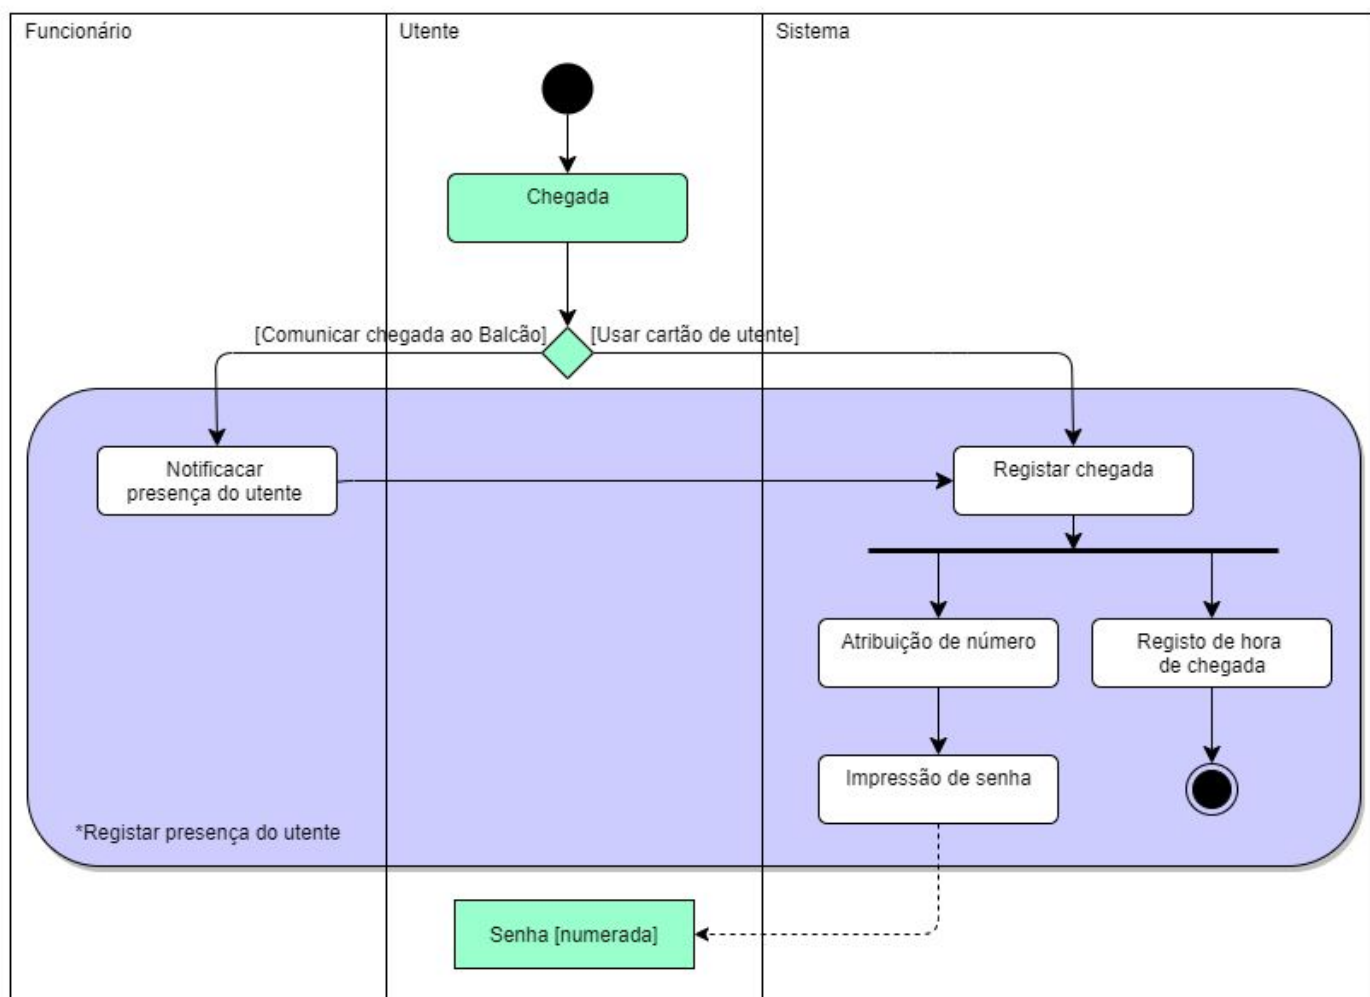 Funcionário
Utente
Sistema
Chegada
[Comunicar chegada ao Balcão]
[Usar cartão de utente]
Notificacar
presença do utente
Registar chegada
Atribuição de número
Registo de hora
de chegada
Impressão de senha
*Registar presença do utente
Senha [numerada]